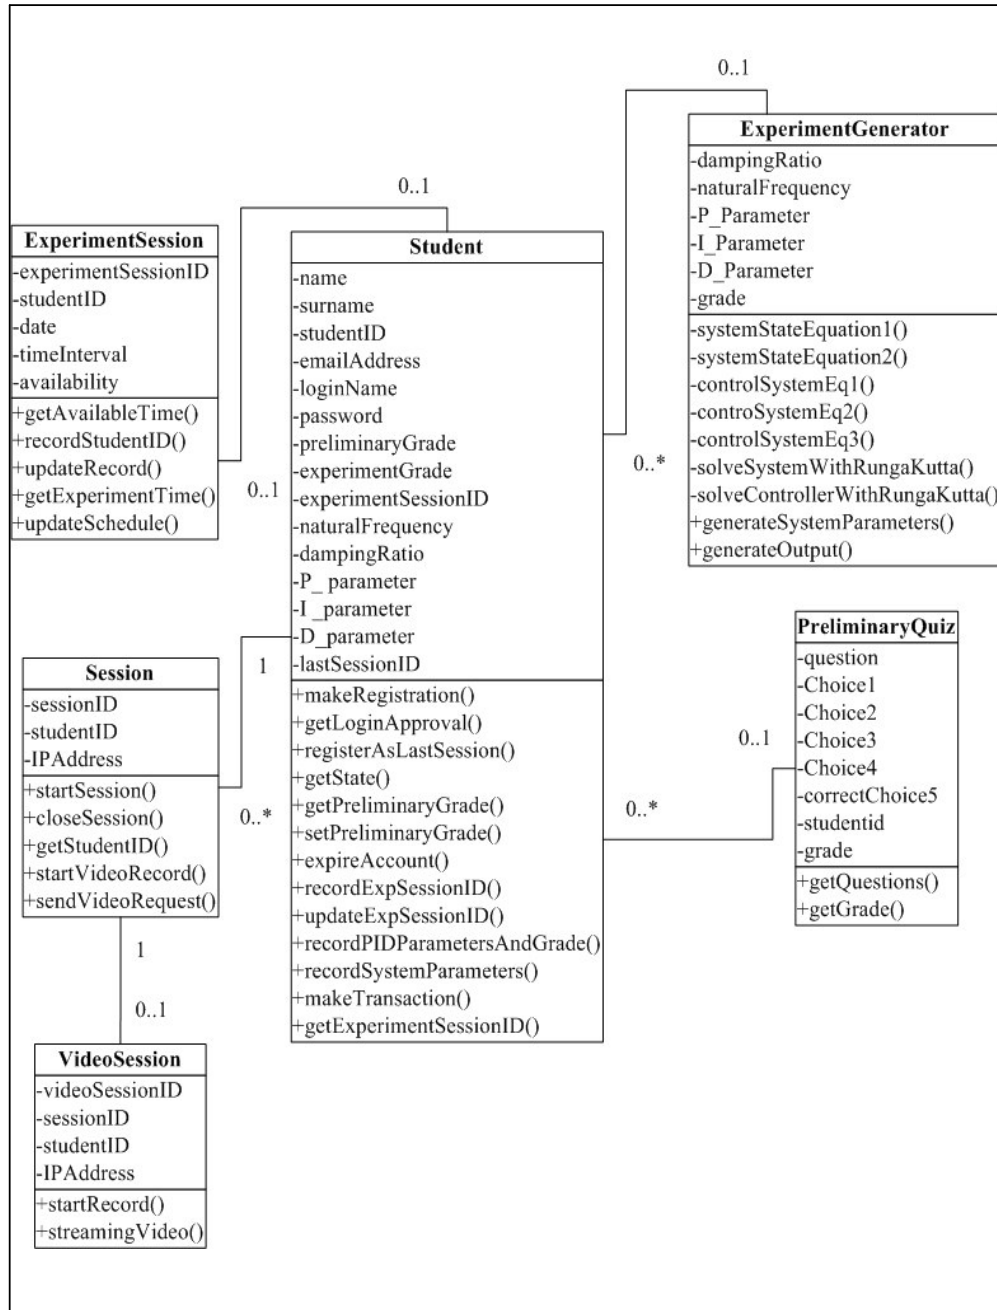 0..1
ExperimentGenerator
-dampingRatio
-naturalFrequency
-P_Parameter
-I_Parameter
-D_Parameter
-grade
-systemStateEquation1()
-systemStateEquation2()
-controlSystemEq1()
-controSystemEq2()
-controlSystemEq3()
-solveSystemWithRungaKutta()
-solveControllerWithRungaKutta()
+generateSystemParameters()
+generateOutput()
0..*
0..1
ExperimentSession
-experimentSessionID
-studentID
-date
-timeInterval
-availability
+getAvailableTime()
+recordStudentID()
+updateRecord()
+getExperimentTime()
+updateSchedule()
0..1
Student
-name
-surname
-studentID
-emailAddress
-loginName
-password
-preliminaryGrade
-experimentGrade
-experimentSessionID
-naturalFrequency
-dampingRatio
-P_ parameter
-I _parameter
-D_parameter
-lastSessionID
+makeRegistration()
+getLoginApproval()
+registerAsLastSession()
+getState()
+getPreliminaryGrade()
+setPreliminaryGrade()
+expireAccount()
+recordExpSessionID()
+updateExpSessionID()
+recordPIDParametersAndGrade()
+recordSystemParameters()
+makeTransaction()
+getExperimentSessionID()
PreliminaryQuiz
-question
-Choice1
-Choice2
-Choice3
-Choice4
-correctChoice5
-studentid
-grade
+getQuestions()
+getGrade()
0..1
0..*
1
Session
-sessionID
-studentID
-IPAddress
+startSession()
+closeSession()
+getStudentID()
+startVideoRecord()
+sendVideoRequest()
0..*
1
0..1
VideoSession
-videoSessionID
-sessionID
-studentID
-IPAddress
+startRecord()
+streamingVideo()